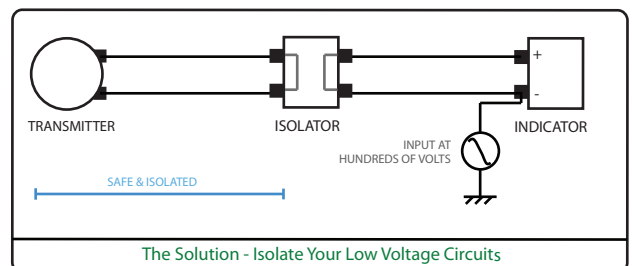 +
-
TRANSMITTER
ISOLATOR
INDICATOR
INPUT AT
HUNDREDS OF VOLTS
SAFE & ISOLATED
The Solution - Isolate Your Low Voltage Circuits